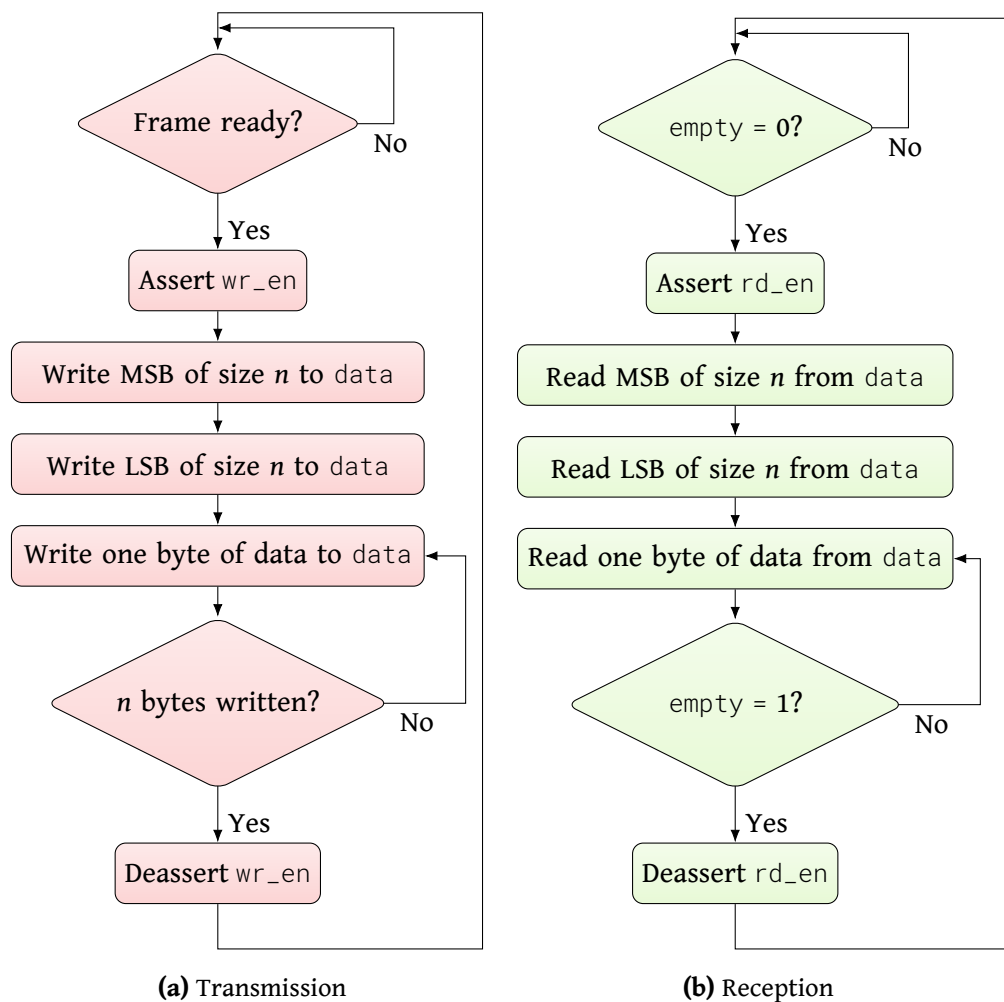 Frame ready?
No
Yes
Assert wr_en
Write MSB of size n to data
Write LSB of size n to data
Write one byte of data to data
n bytes written?
No
Yes
Deassert wr_en
(a) Transmission
empty = 0?
No
Yes
Assert rd_en
Read MSB of size n from data
Read LSB of size n from data
Read one byte of data from data
empty = 1?
No
Yes
Deassert rd_en
(b) Reception